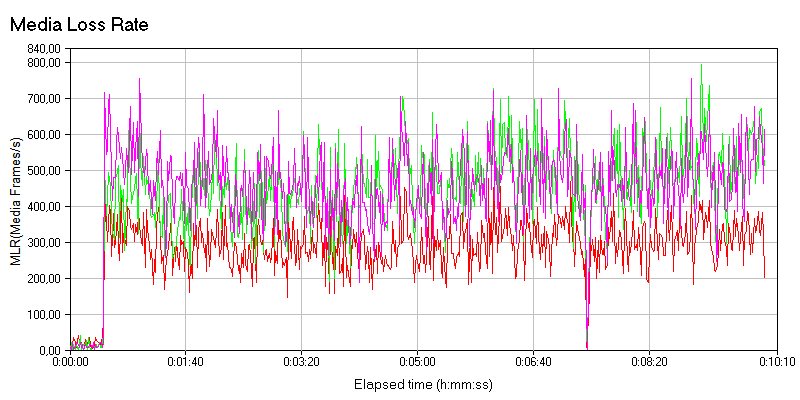 Media Loss Rate
840,00
800,00
700,00
600,00
500,00
400,00
300,00
200,00
100,00
0,00
MLR(Media Frames/s)
0:00:00 0:01:40 0:03:20 0:05:00 0:06:40 0:08:20 0:10:10
Elapsed time (h:mm:ss)